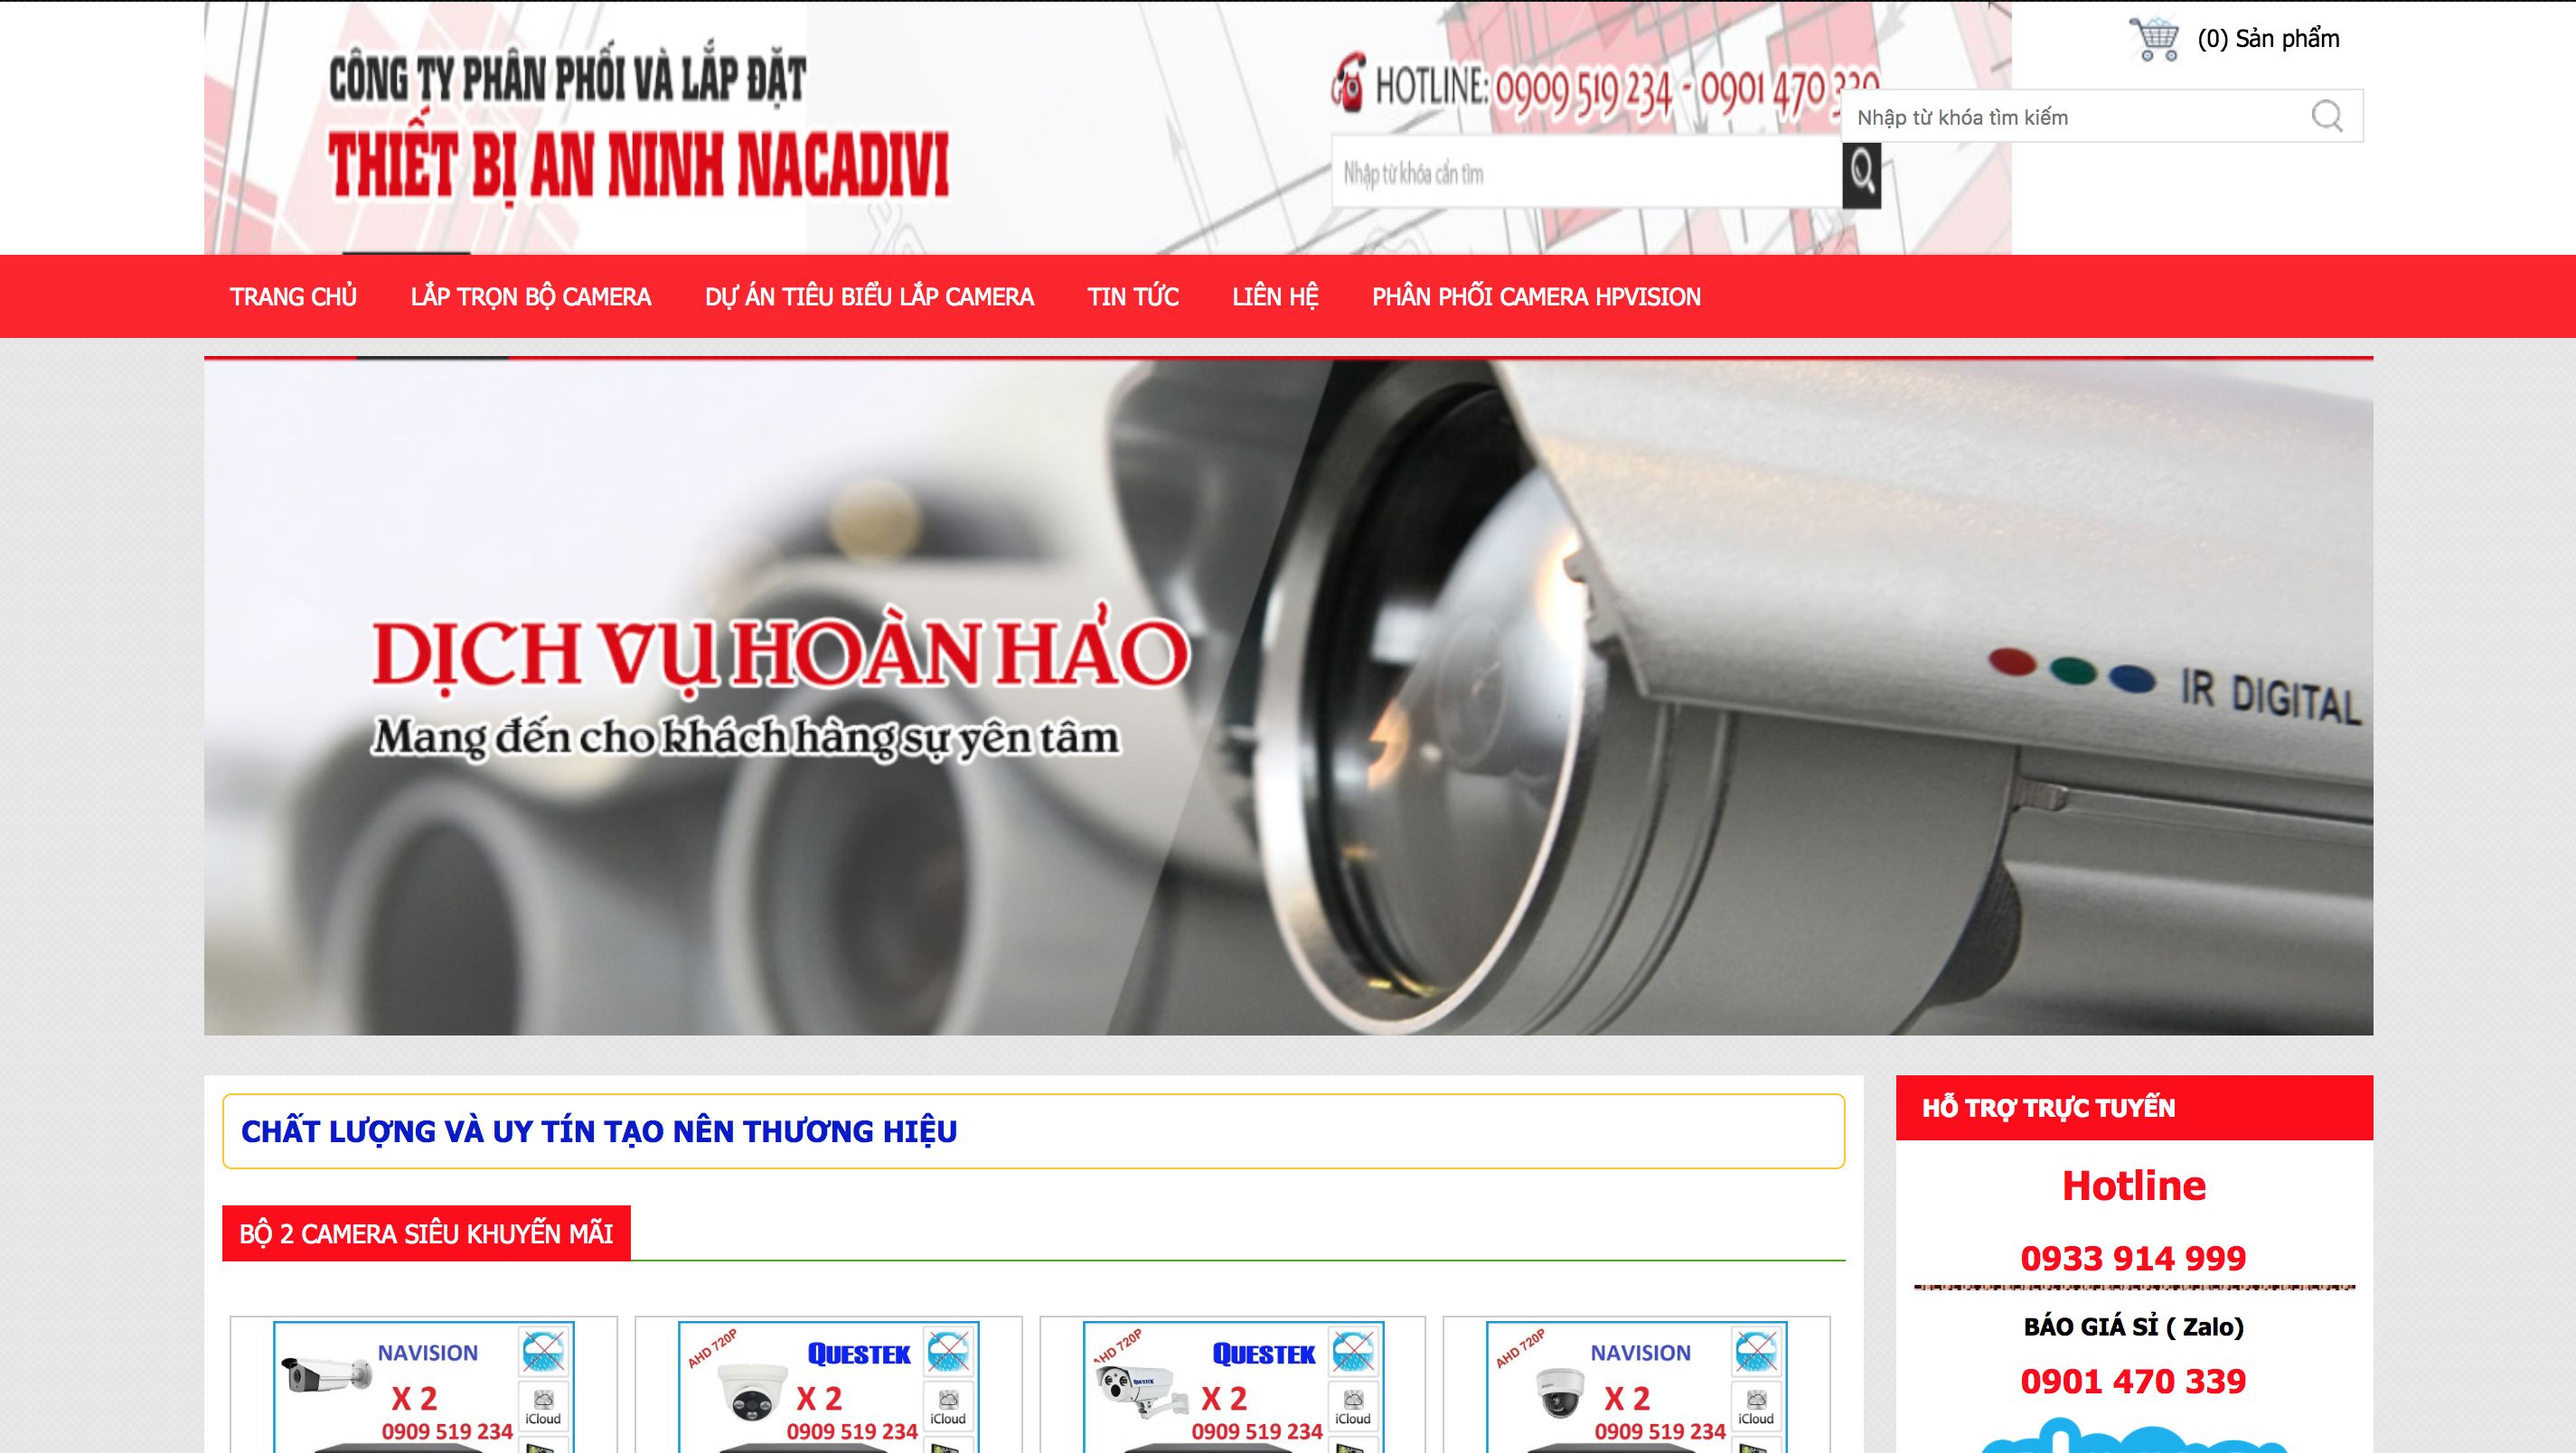 CÔNG TY PHÂN PHỐI VÀ LẮP ĐẶT
THIẾT BỊ AN NINH NACADIVI
HOTLINE: 0909 519 234 - 0901 470
(0) Sản phẩm
Nhập từ khóa tìm kiếm
Nhập từ khóa cần tìm
TRANG CHỦ
LẮP TRỌN BỘ CAMERA
DỰ ÁN TIÊU BIỂU LẮP CAMERA
TIN TỨC
LIÊN HỆ
PHÂN PHỐI CAMERA HPVISION
DỊCH VỤ HOÀN HẢO
Mang đến cho khách hàng sự yên tâm
IR DIGITAL
CHẤT LƯỢNG VÀ UY TÍN TẠO NÊN THƯƠNG HIỆU
BỘ 2 CAMERA SIÊU KHUYẾN MÃI
NAVISION
X 2
0909 519 234
iCloud
AHD 720P
QUESTEK
X 2
0909 519 234
iCloud
AHD 720P
QUESTEK
QUESTEK
X 2
0909 519 234
iCloud
AHD 720P
NAVISION
X 2
0909 519 234
iCloud
HỖ TRỢ TRỰC TUYẾN
Hotline
0933 914 999
BÁO GIÁ SỈ ( Zalo)
0901 470 339